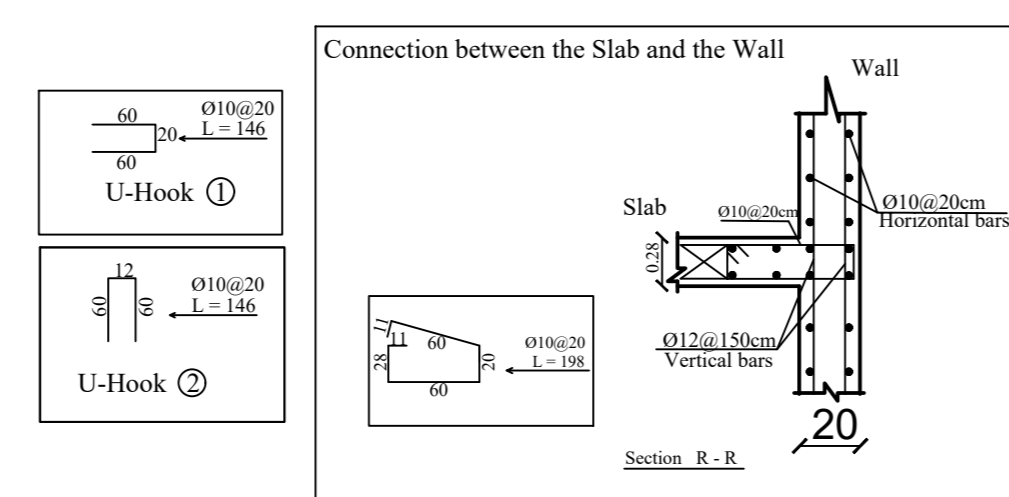 Connection between the Slab and the Wall
Wall
60
20
60
Ø10@20
L = 146
U-Hook 1
12
60
60
Ø10@20
L = 146
U-Hook 2
11
11
60
28
20
60
Ø10@20
L = 198
Slab
Ø10@20cm
0.28
Ø10@20cm
Horizontal bars
Ø12@150cm
Vertical bars
20
Section R - R